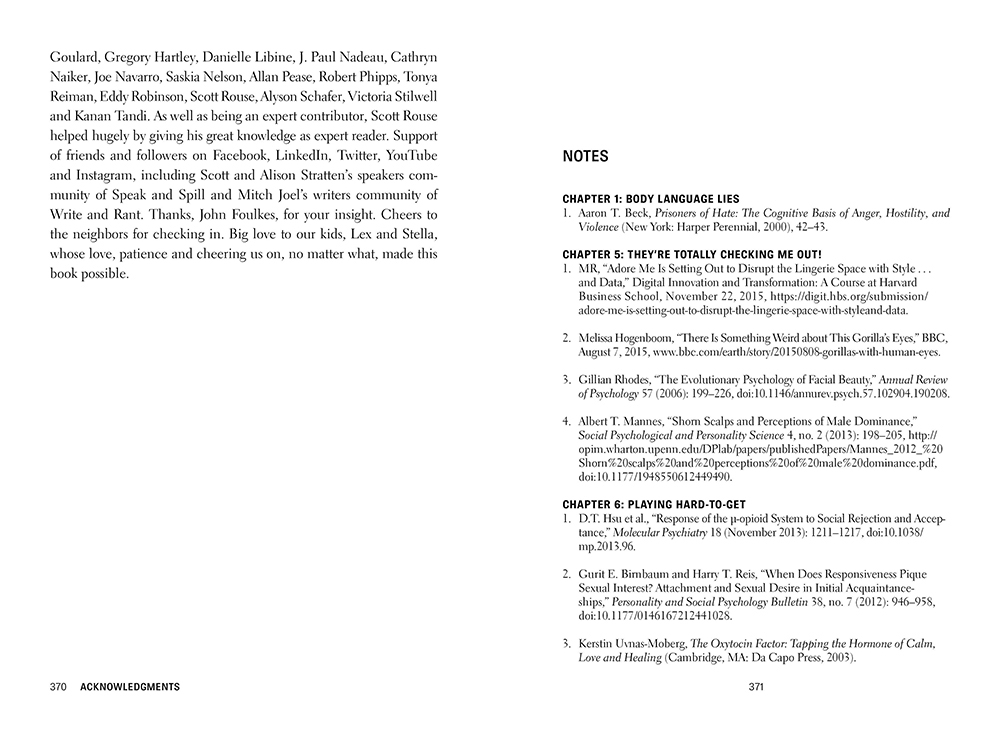 Goulard, Gregory Hartley, Danielle Libine, J. Paul Nadeau, Cathryn
Naiker, Joe Navarro, Saskia Nelson, Allan Pease, Robert Phipps, Tonya
Reiman, Eddy Robinson, Scott Rouse, Alyson Schafer, Victoria Stilwell
and Kanan Tandi. As well as being an expert contributor, Scott Rouse
helped hugely by giving his great knowledge as expert reader. Support
of friends and followers on Facebook, LinkedIn, Twitter, YouTube
and Instagram, including Scott and Alison Stratten’s speakers com-
munity of Speak and Spill and Mitch Joel’s writers community of
Write and Rant. Thanks, John Foulkes, for your insight. Cheers to
the neighbors for checking in. Big love to our kids, Lex and Stella,
whose love, patience and cheering us on, no matter what, made this
book possible.
370 ACKNOWLEDGMENTS
NOTES
CHAPTER 1: BODY LANGUAGE LIES
1. Aaron T. Beck, Prisoners of Hate: The Cognitive Basis of Anger, Hostility, and
Violence (New York: Harper Perennial, 2000), 42–43.
CHAPTER 5: THEY’RE TOTALLY CHECKING ME OUT!
1. MR, “Adore Me Is Setting Out to Disrupt the Lingerie Space with Style . . .
and Data,” Digital Innovation and Transformation: A Course at Harvard
Business School, November 22, 2015, https://digit.hbs.org/submission/
adore-me-is-setting-out-to-disrupt-the-lingerie-space-with-styleand-data.
2. Melissa Hogenboom, “There Is Something Weird about This Gorilla’s Eyes,” BBC,
August 7, 2015, www.bbc.com/earth/story/20150808-gorillas-with-human-eyes.
3. Gillian Rhodes, “The Evolutionary Psychology of Facial Beauty,” Annual Review
of Psychology 57 (2006): 199–226, doi:10.1146/annurev.psych.57.102904.190208.
4. Albert T. Mannes, “Shorn Scalps and Perceptions of Male Dominance,”
Social Psychological and Personality Science 4, no. 2 (2013): 198–205, http://
opim.wharton.upenn.edu/DPlab/papers/publishedPapers/Mannes_2012_%20
Shorn%20scalps%20and%20perceptions%20of%20male%20dominance.pdf,
doi:10.1177/1948550612449490.
CHAPTER 6: PLAYING HARD-TO-GET
1. D.T. Hsu et al., “Response of the μ-opioid System to Social Rejection and Accep-
tance,” Molecular Psychiatry 18 (November 2013): 1211–1217, doi:10.1038/
mp.2013.96.
2. Gurit E. Birnbaum and Harry T. Reis, “When Does Responsiveness Pique
Sexual Interest? Attachment and Sexual Desire in Initial Acquaintance-
ships,” Personality and Social Psychology Bulletin 38, no. 7 (2012): 946–958,
doi:10.1177/0146167212441028.
3. Kerstin Uvnas-Moberg, The Oxytocin Factor: Tapping the Hormone of Calm,
Love and Healing (Cambridge, MA: Da Capo Press, 2003).
371